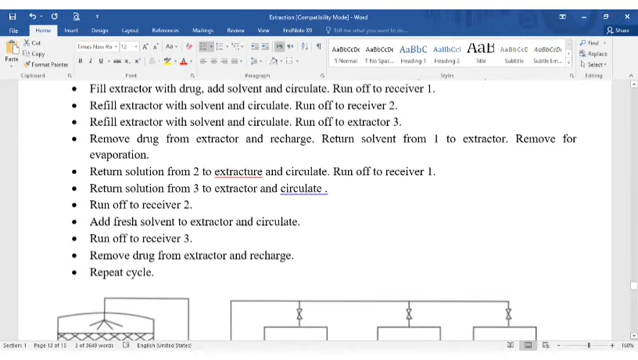 Extraction [Compatibility Mode] - Word
File Home Insert Design Layout References Mailings Review View EndNote X9 Tell me what you want to do... Share
Cut
Copy
Format Painter
Paste
Times New Ro 12
AaBbCcDc AaBbCcDc AaBbC AaBbCcI AaB AaBbCcD AaBbCcDc
¶ Normal ¶ No Spac... Heading 1 Heading 2 Title Subtitle Subtle Em...
Find
Replace
Select
Clipboard Font Paragraph Styles Editing
• Fill extractor with drug, add solvent and circulate. Run off to receiver 1.
• Refill extractor with solvent and circulate. Run off to receiver 2.
• Refill extractor with solvent and circulate. Run off to extractor 3.
• Remove drug from extractor and recharge. Return solvent from 1 to extractor. Remove for
evaporation.
• Return solution from 2 to extracture and circulate. Run off to receiver 1.
• Return solution from 3 to extractor and circulate .
• Run off to receiver 2.
• Add fresh solvent to extractor and circulate.
• Run off to receiver 3.
• Remove drug from extractor and recharge.
• Repeat cycle.
Section: 1 Page 12 of 15 3 of 3640 words English (United States) 160%